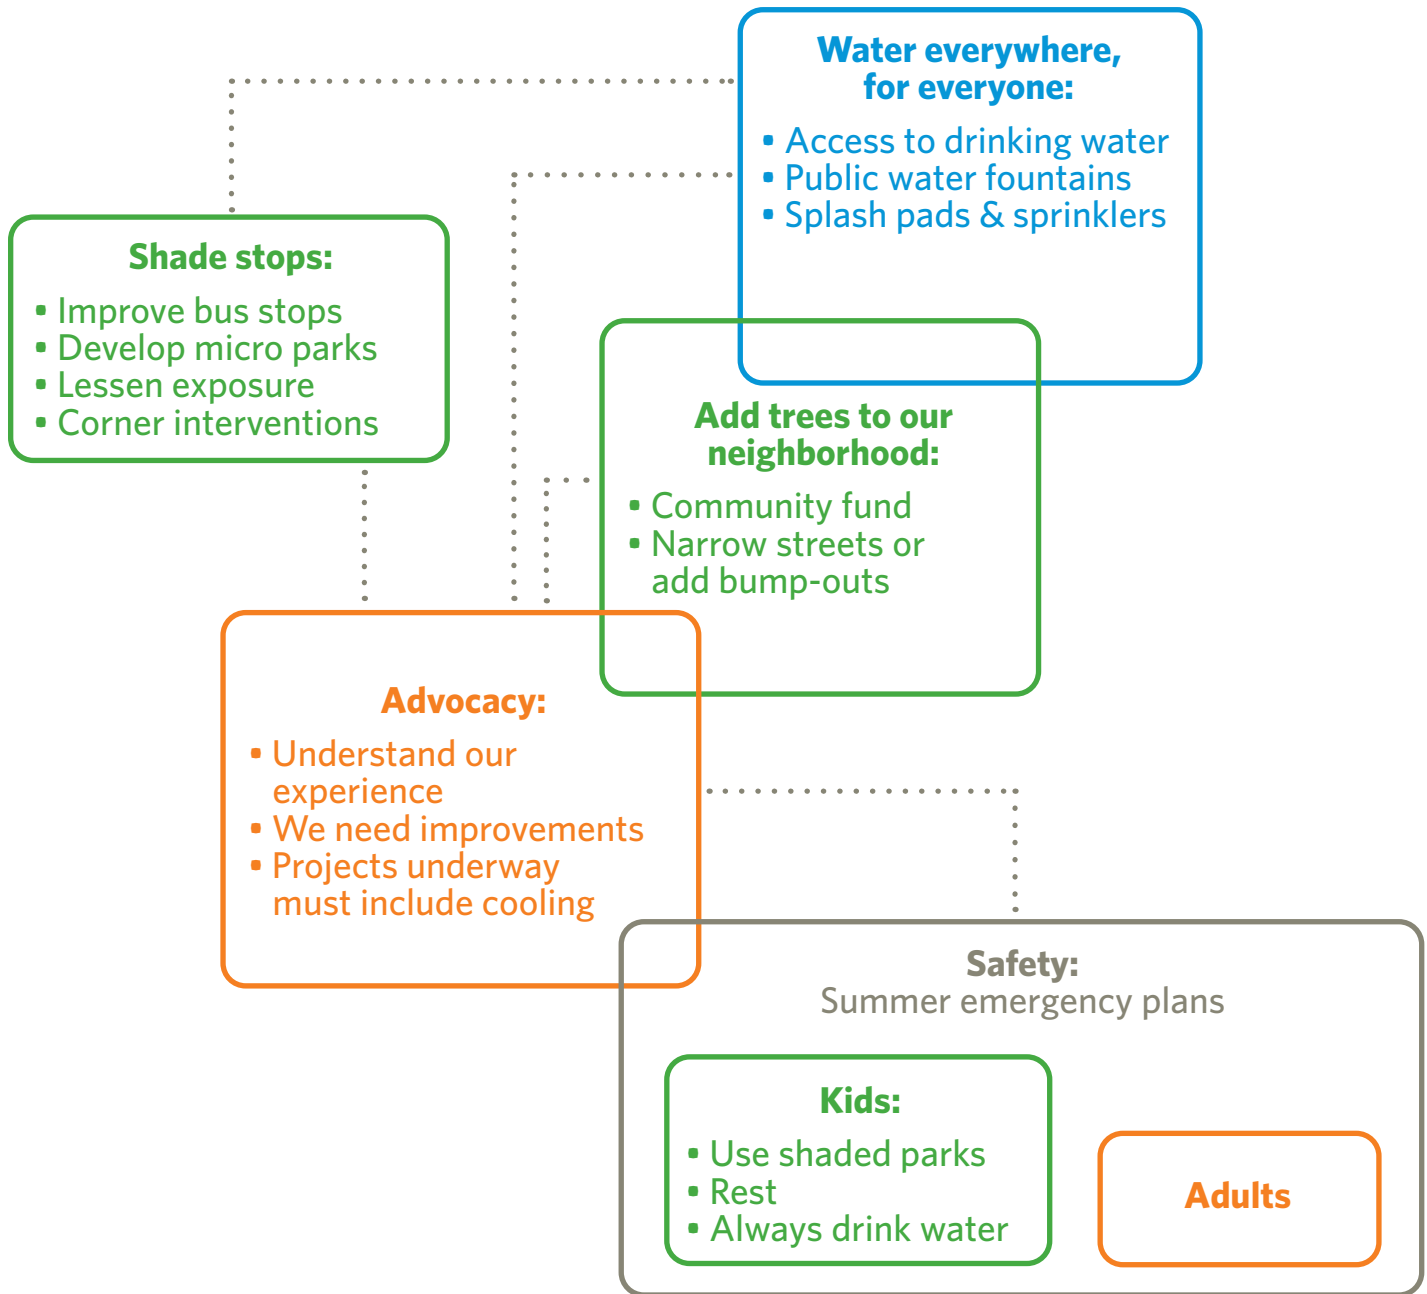 Water everywhere,
for everyone:
▪ Access to drinking water
▪ Public water fountains
▪ Splash pads & sprinklers
Shade stops:
▪ Improve bus stops
▪ Develop micro parks
▪ Lessen exposure
▪ Corner interventions
Add trees to our
neighborhood:
▪ Community fund
▪ Narrow streets or
add bump-outs
Advocacy:
▪ Understand our
experience
▪ We need improvements
▪ Projects underway
must include cooling
Safety:
Summer emergency plans
Kids:
▪ Use shaded parks
▪ Rest
▪ Always drink water
Adults